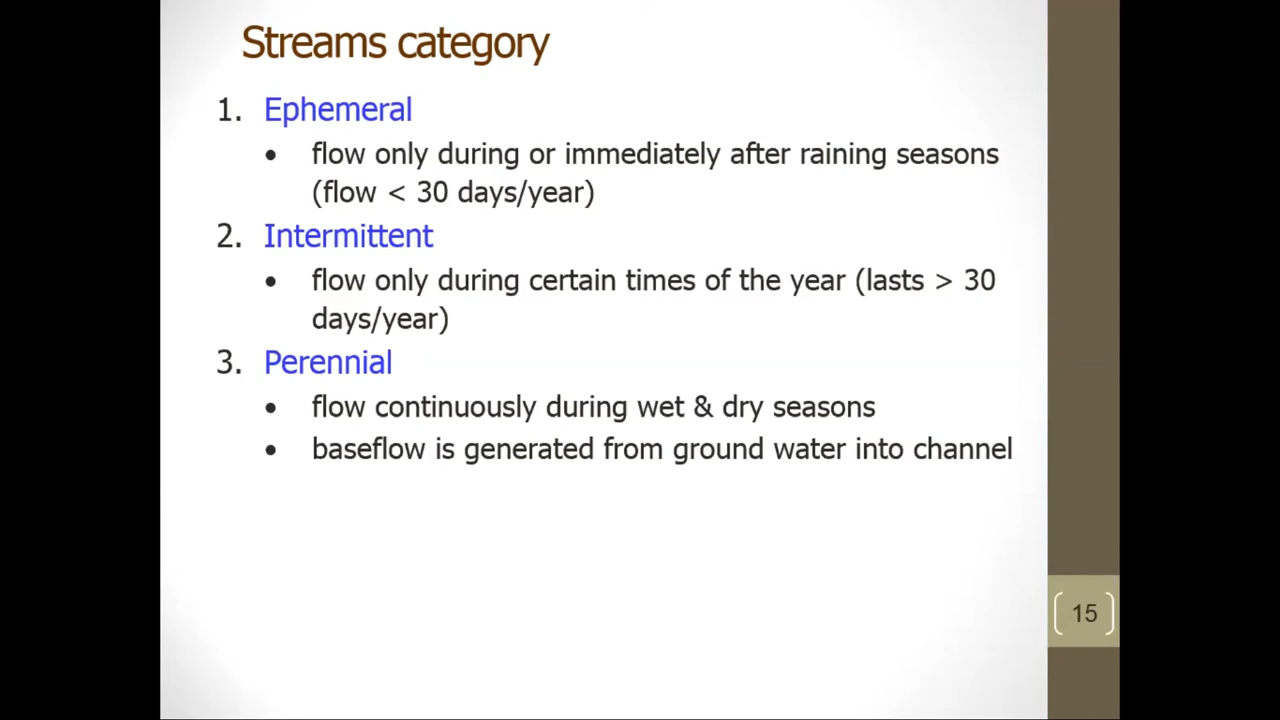 Streams category
1. Ephemeral
• flow only during or immediately after raining seasons
(flow < 30 days/year)
2. Intermittent
• flow only during certain times of the year (lasts > 30
days/year)
3. Perennial
• flow continuously during wet & dry seasons
• baseflow is generated from ground water into channel
15